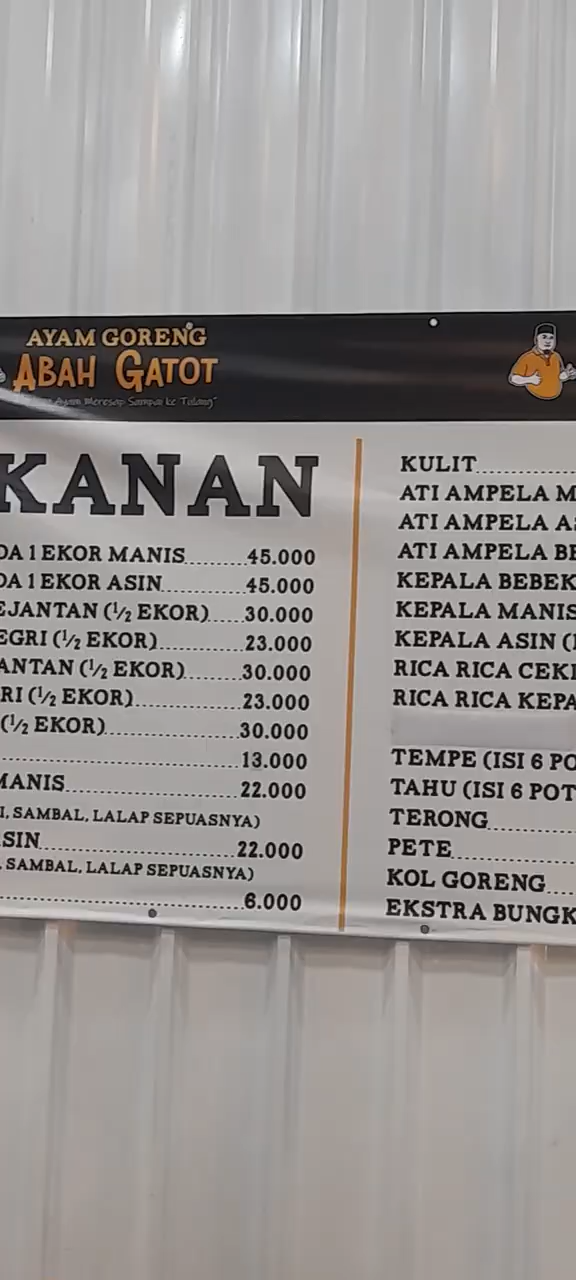 AYAM GORENG
ABAH GATOT
Ayam Meresap Sampai ke Tulang"
KANAN
DA 1 EKOR MANIS 45.000
DA 1 EKOR ASIN 45.000
EJANTAN (1/2 EKOR) 30.000
EGRI (1/2 EKOR) 23.000
ANTAN (1/2 EKOR) 30.000
RI (1/2 EKOR) 23.000
(1/2 EKOR) 30.000
13.000
MANIS 22.000
I, SAMBAL, LALAP SEPUASNYA)
SIN 22.000
, SAMBAL, LALAP SEPUASNYA)
6.000
KULIT
ATI AMPELA M
ATI AMPELA AS
ATI AMPELA BE
KEPALA BEBEK
KEPALA MANIS
KEPALA ASIN (I
RICA RICA CEKE
RICA RICA KEPA
TEMPE (ISI 6 PO
TAHU (ISI 6 POT
TERONG
PETE
KOL GORENG
EKSTRA BUNGK